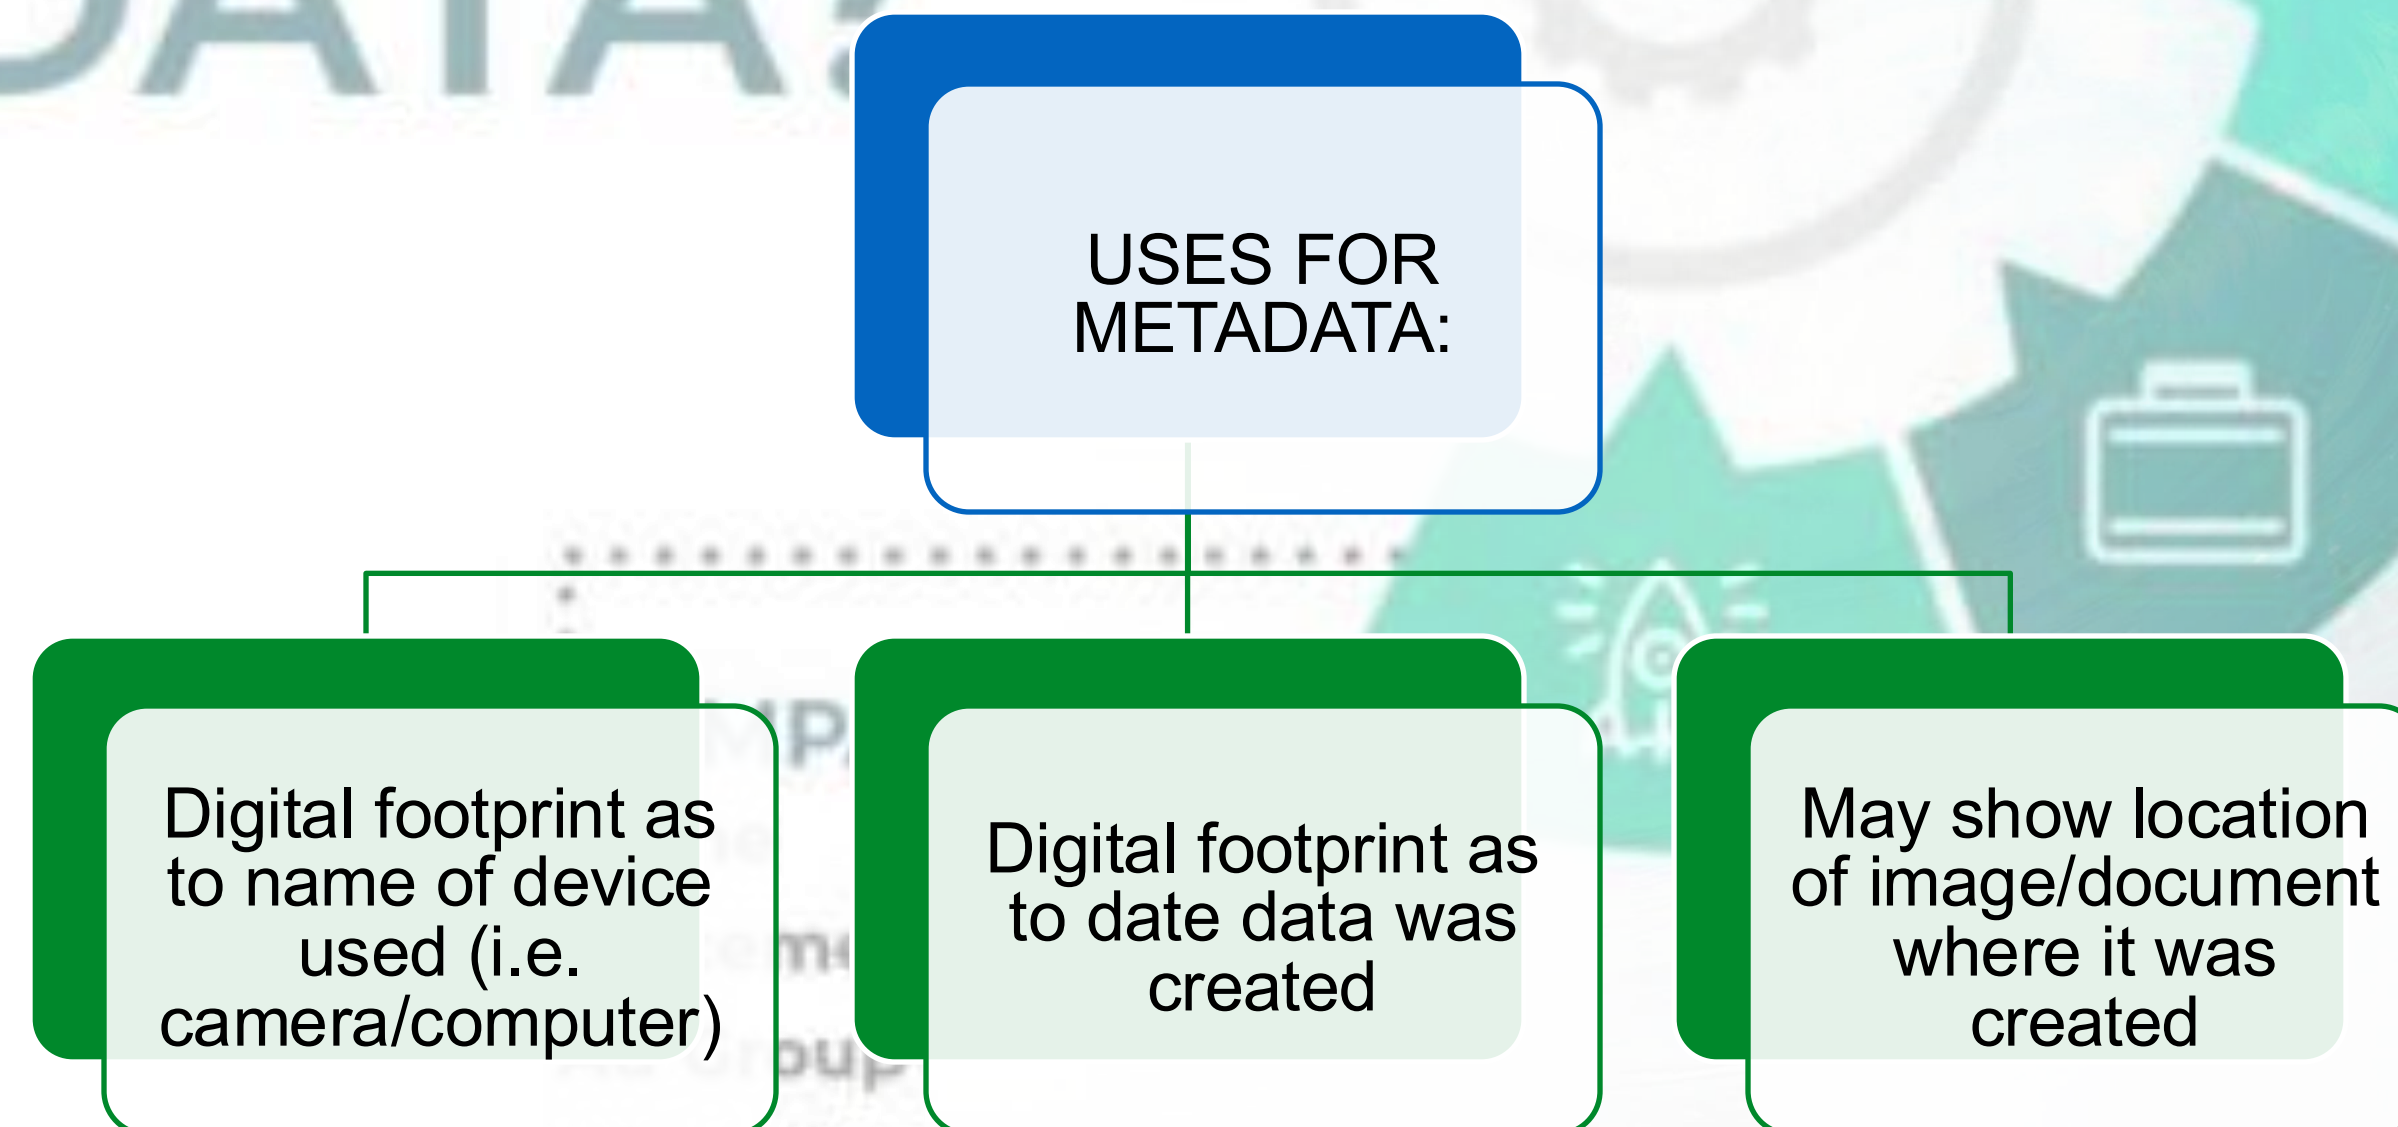 DATA
USES FOR
METADATA:
Digital footprint as
to name of device
used (i.e.
camera/computer)
Digital footprint as
to date data was
created
May show location
of image/document
where it was
created